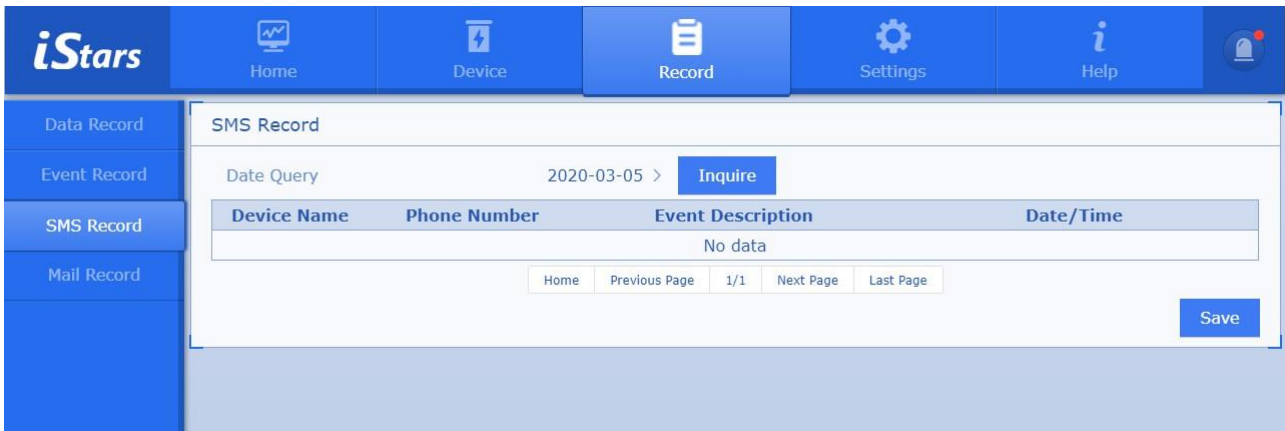 iStars
Home
Device
Record
Settings
Help
Data Record
Event Record
SMS Record
Mail Record
SMS Record
Date Query 2020-03-05 > Inquire
Device Name Phone Number Event Description Date/Time
No data
Home Previous Page 1/1 Next Page Last Page
Save